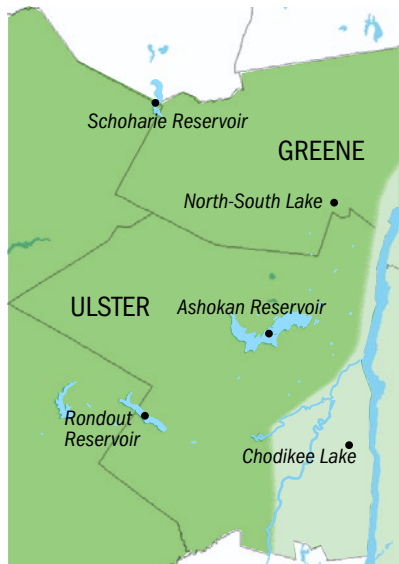 Schoharie Reservoir
GREENE
North-South Lake
ULSTER
Ashokan Reservoir
Rondout
Reservoir
Chodikee Lake